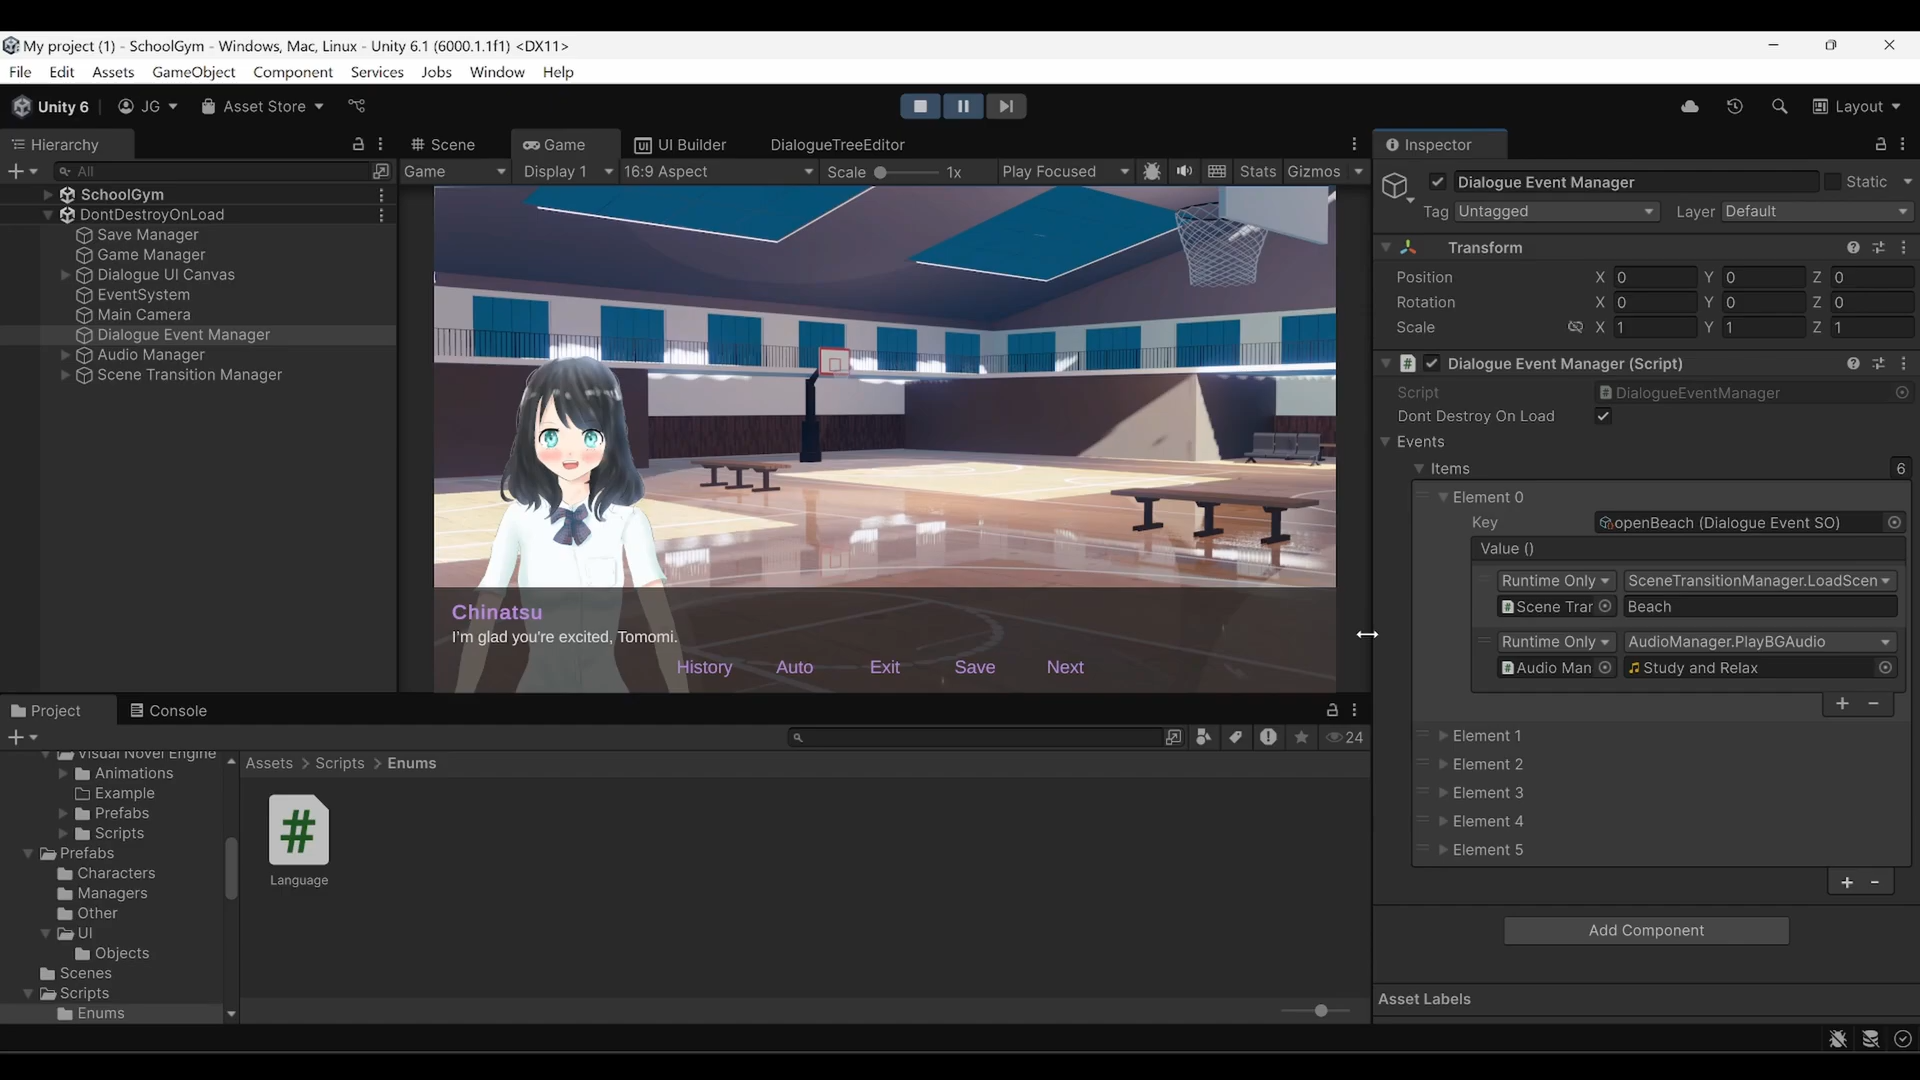 My project (1) - SchoolGym - Windows, Mac, Linux - Unity 6.1 (6000.1.1f1) <DX11>
File Edit Assets GameObject Component Services Jobs Window Help
Unity 6 JG Asset Store Layout
Hierarchy
All
SchoolGym
DontDestroyOnLoad
Save Manager
Game Manager
Dialogue UI Canvas
EventSystem
Main Camera
Dialogue Event Manager
Audio Manager
Scene Transition Manager
Scene Game UI Builder DialogueTreeEditor
Game Display 1 16:9 Aspect Scale 1x Play Focused Stats Gizmos
Chinatsu
I'm glad you're excited, Tomomi.
History Auto Exit Save Next
Inspector
Dialogue Event Manager Static
Tag Untagged Layer Default
Transform
Position X 0 Y 0 Z 0
Rotation X 0 Y 0 Z 0
Scale X 1 Y 1 Z 1
Dialogue Event Manager (Script)
Script # DialogueEventManager
Dont Destroy On Load
Events
Items 6
Element 0
Key openBeach (Dialogue Event SO)
Value ()
Runtime Only SceneTransitionManager.LoadScen
Scene Trar Beach
Runtime Only AudioManager.PlayBGAudio
Audio Man Study and Relax
+ -
Element 1
Element 2
Element 3
Element 4
Element 5
+ -
Add Component
Asset Labels
Project Console
24
Visual Novel Engine
Animations
Example
Prefabs
Scripts
Prefabs
Characters
Managers
Other
UI
Objects
Scenes
Scripts
Enums
Assets > Scripts > Enums
#
Language